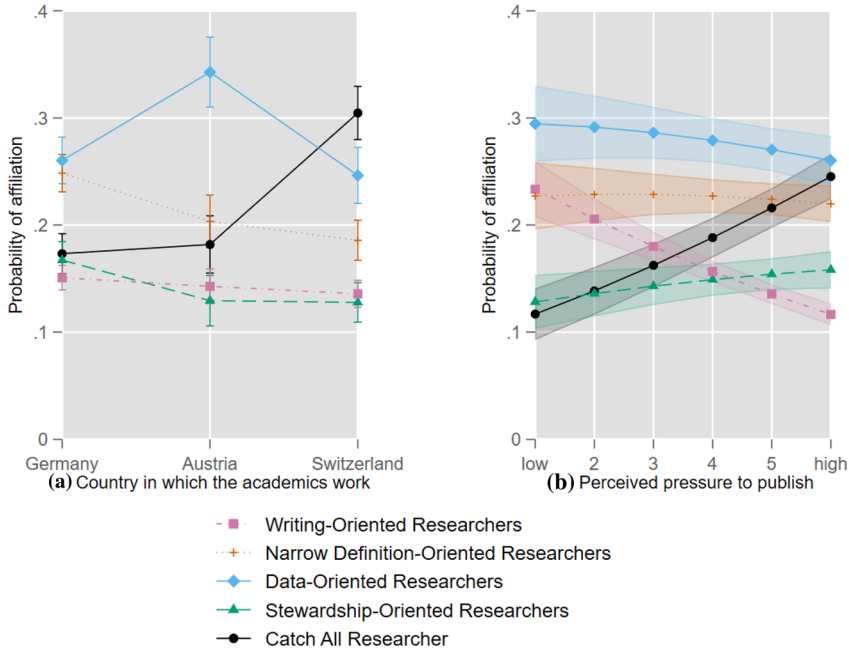 .4
.3
.2
.1
0
Probability of affiliation
Germany Austria Switzerland
(a) Country in which the academics work
.4
.3
.2
.1
0
Probability of affiliation
low 2 3 4 5 high
(b) Perceived pressure to publish
Writing-Oriented Researchers
Narrow Definition-Oriented Researchers
Data-Oriented Researchers
Stewardship-Oriented Researchers
Catch All Researcher